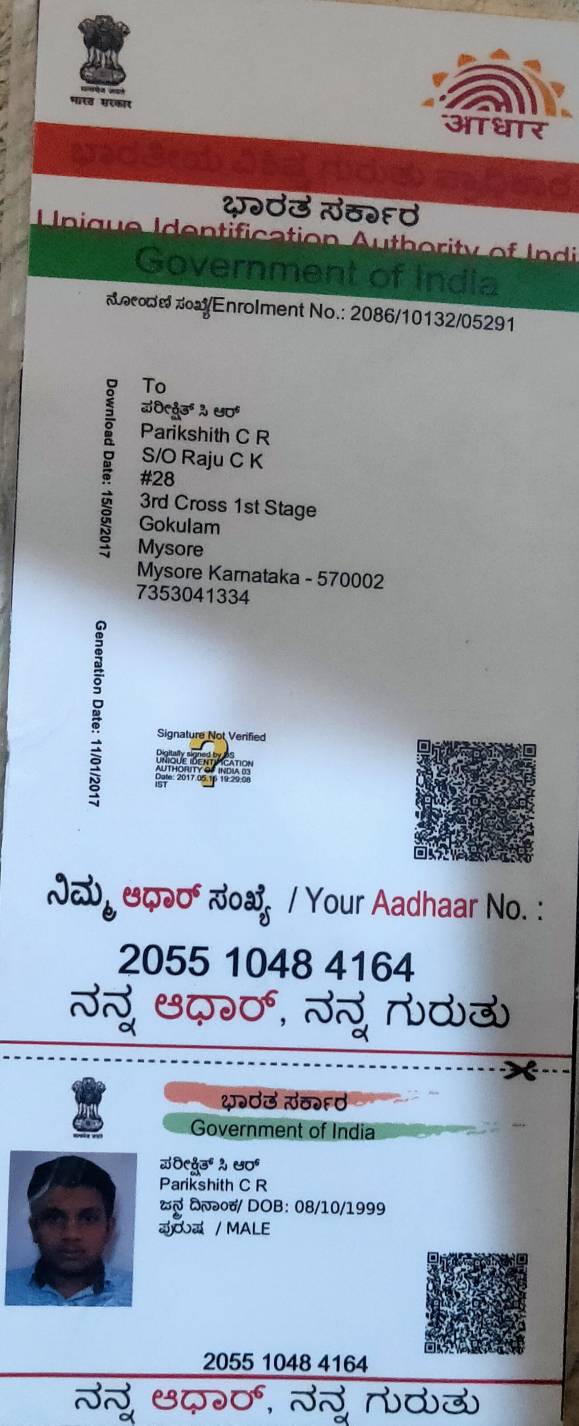 सत्यमेव जयते
भारत सरकार
आधार
ಭಾರತೀಯ ವಿಶಿಷ್ಟ ಗುರುತು ಪ್ರಾಧಿಕಾರ
ಭಾರತ ಸರ್ಕಾರ
Unique Identification Authority of Indi
Government of India
ನೋಂದಣಿ ಸಂಖ್ಯೆ/Enrolment No.: 2086/10132/05291
Download Date: 15/05/2017
Generation Date: 11/01/2017
To
ಪರೀಕ್ಷಿತ್ ಸಿ ಆರ್
Parikshith C R
S/O Raju C K
#28
3rd Cross 1st Stage
Gokulam
Mysore
Mysore Karnataka - 570002
7353041334
Signature Not Verified
Digitally signed by DS
UNIQUE IDENTIFICATION
AUTHORITY OF INDIA 03
Date: 2017.05.15 19:29:08
IST
ನಿಮ್ಮ ಆಧಾರ್ ಸಂಖ್ಯೆ / Your Aadhaar No. :
2055 1048 4164
ನನ್ನ ಆಧಾರ್, ನನ್ನ ಗುರುತು
ಭಾರತ ಸರ್ಕಾರ
Government of India
ಪರೀಕ್ಷಿತ್ ಸಿ ಆರ್
Parikshith C R
ಜನ್ಮ ದಿನಾಂಕ/ DOB: 08/10/1999
ಪುರುಷ / MALE
2055 1048 4164
ನನ್ನ ಆಧಾರ್, ನನ್ನ ಗುರುತು